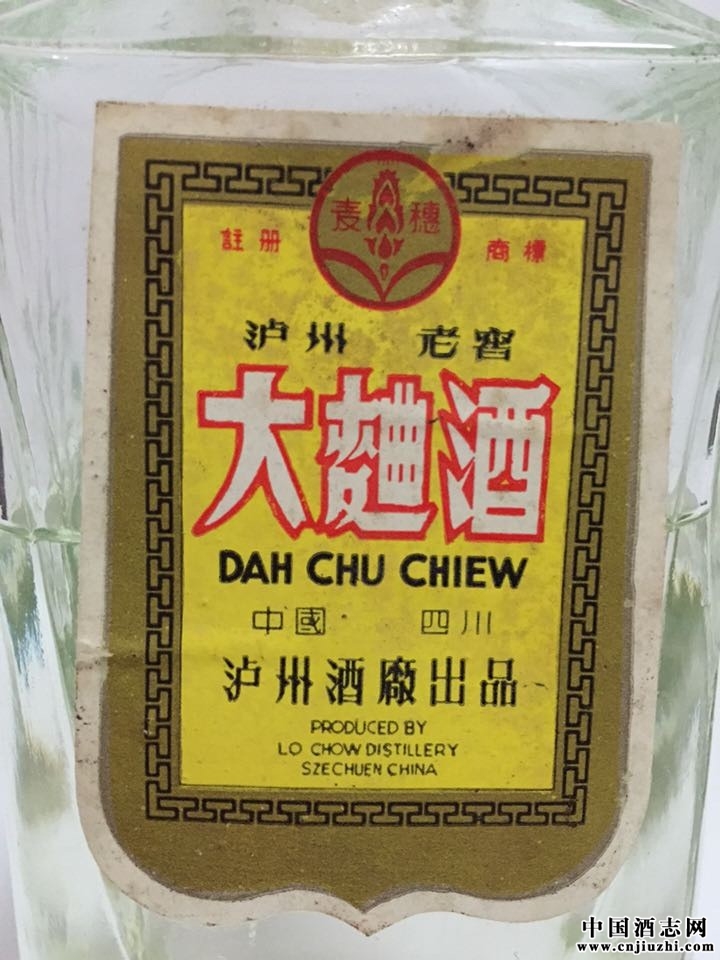 麦穗
註册 商標
泸州 老窖
大麯酒
DAH CHU CHIEW
中國 四川
泸州酒廠出品
PRODUCED BY
LO CHOW DISTILLERY
SZECHUEN CHINA
中国酒志网
www.cnjiuzhi.com